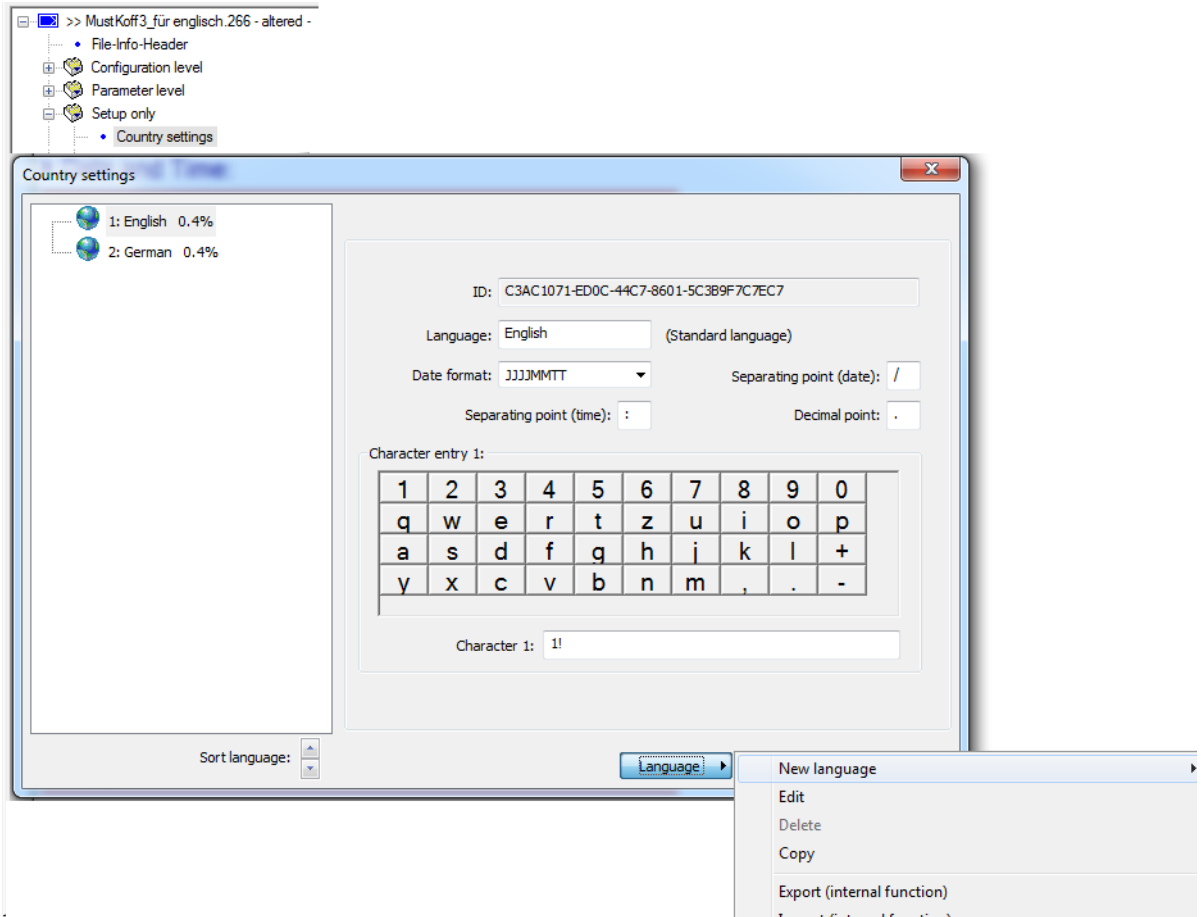 >> MustKoff3_für englisch.266 - altered -
File-Info-Header
Configuration level
Parameter level
Setup only
Country settings
Country settings
1: English 0.4%
2: German 0.4%
ID: C3AC1071-ED0C-44C7-8601-5C3B9F7C7EC7
Language: English (Standard language)
Date format: JJJJMMTT Separating point (date): /
Separating point (time): : Decimal point: .
Character entry 1:
1 2 3 4 5 6 7 8 9 0
q w e r t z u i o p
a s d f g h j k l +
y x c v b n m , . -
Character 1: 1!
Sort language:
Language
New language
Edit
Delete
Copy
Export (internal function)